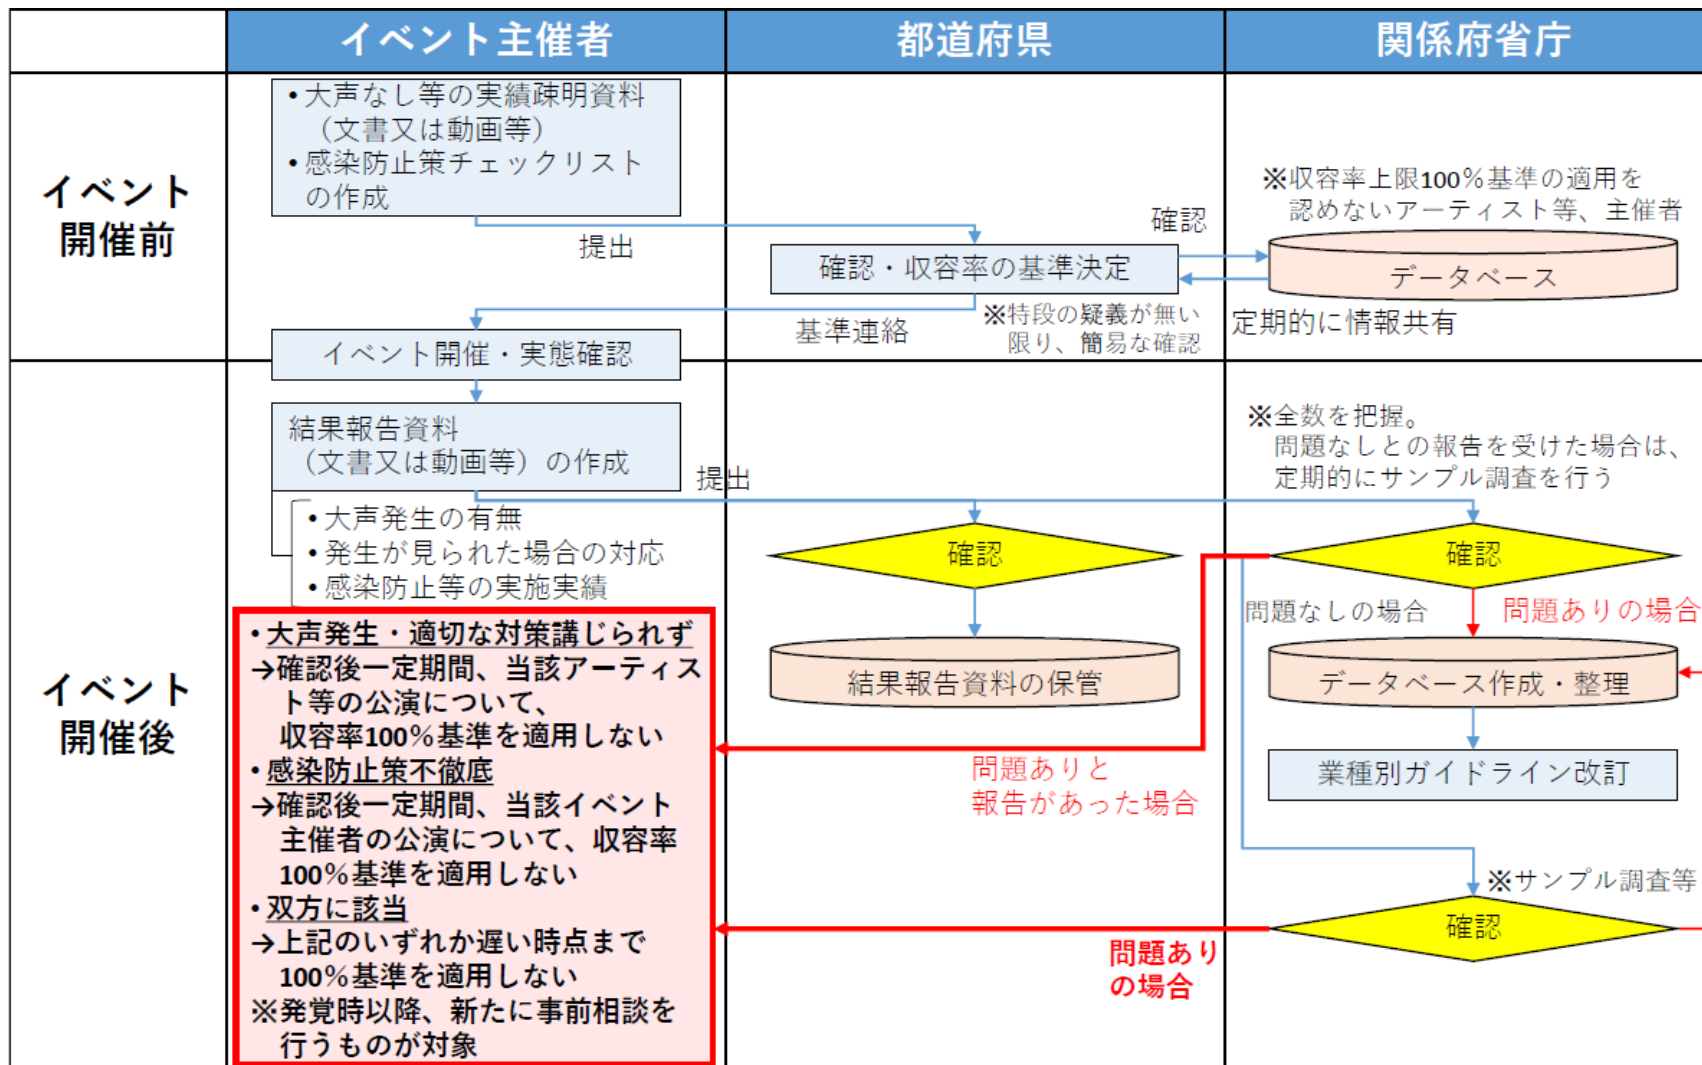 イベント主催者
都道府県
関係府省庁
イベント
開催前
• 大声なし等の実績疎明資料
（文書又は動画等）
• 感染防止策チェックリスト
の作成
提出
確認・収容率の基準決定
確認
※収容率上限100％基準の適用を
認めないアーティスト等、主催者
データベース
定期的に情報共有
※特段の疑義が無い
限り、簡易な確認
基準連絡
イベント開催・実態確認
イベント
開催後
結果報告資料
（文書又は動画等）の作成
提出
• 大声発生の有無
• 発生が見られた場合の対応
• 感染防止等の実施実績
※全数を把握。
問題なしとの報告を受けた場合は、
定期的にサンプル調査を行う
確認
確認
問題なしの場合
問題ありの場合
結果報告資料の保管
データベース作成・整理
業種別ガイドライン改訂
問題ありと
報告があった場合
※サンプル調査等
確認
問題あり
の場合
• 大声発生・適切な対策講じられず
→確認後一定期間、当該アーティス
ト等の公演について、
収容率100％基準を適用しない
• 感染防止策不徹底
→確認後一定期間、当該イベント
主催者の公演について、収容率
100％基準を適用しない
• 双方に該当
→上記のいずれか遅い時点まで
100％基準を適用しない
※発覚時以降、新たに事前相談を
行うものが対象